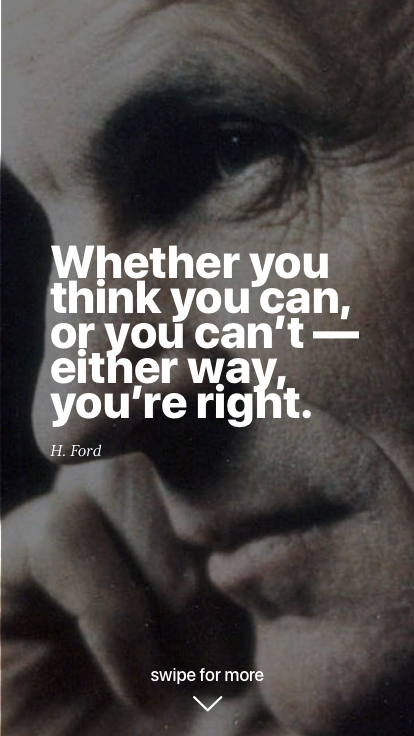 Whether you
think you can,
or you can’t —
either way,
you’re right.
H. Ford
swipe for more